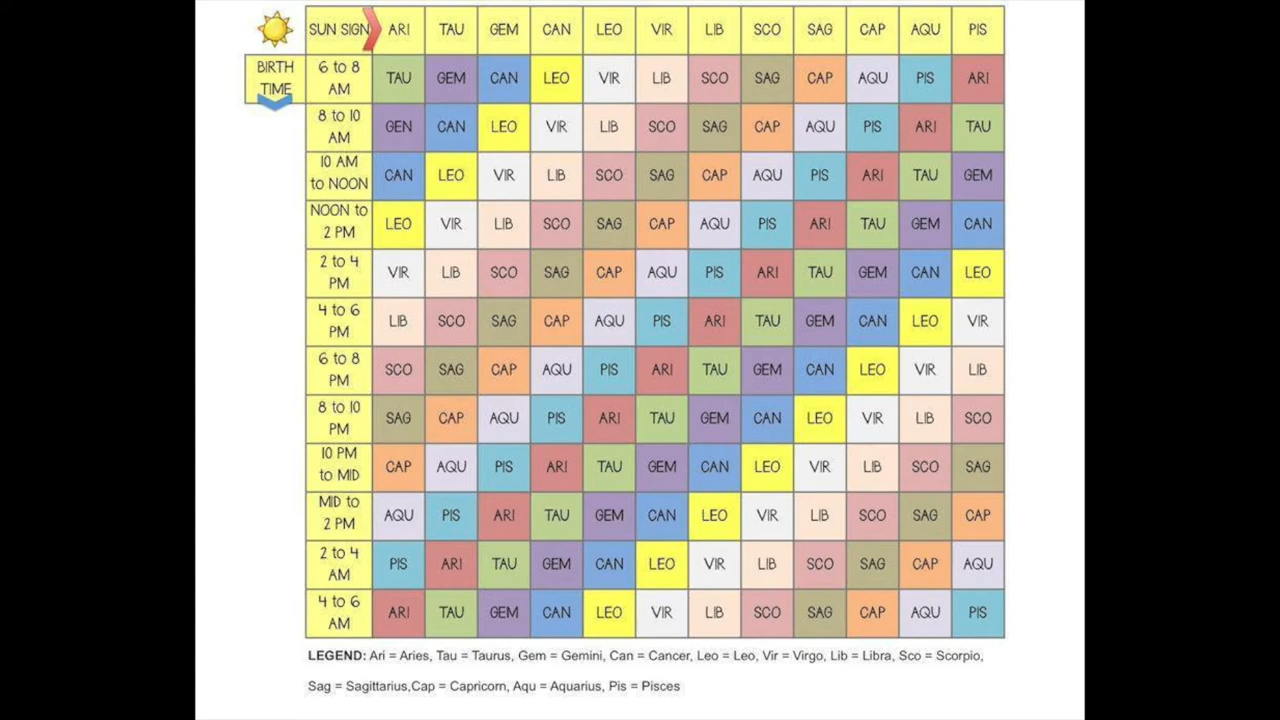 SUN SIGN ARI TAU GEM CAN LEO VIR LIB SCO SAG CAP AQU PIS
BIRTH
TIME
6 to 8
AM
TAU GEM CAN LEO VIR LIB SCO SAG CAP AQU PIS ARI
8 to 10
AM
GEN CAN LEO VIR LIB SCO SAG CAP AQU PIS ARI TAU
10 AM
to NOON
CAN LEO VIR LIB SCO SAG CAP AQU PIS ARI TAU GEM
NOON to
2 PM
LEO VIR LIB SCO SAG CAP AQU PIS ARI TAU GEM CAN
2 to 4
PM
VIR LIB SCO SAG CAP AQU PIS ARI TAU GEM CAN LEO
4 to 6
PM
LIB SCO SAG CAP AQU PIS ARI TAU GEM CAN LEO VIR
6 to 8
PM
SCO SAG CAP AQU PIS ARI TAU GEM CAN LEO VIR LIB
8 to 10
PM
SAG CAP AQU PIS ARI TAU GEM CAN LEO VIR LIB SCO
10 PM
to MID
CAP AQU PIS ARI TAU GEM CAN LEO VIR LIB SCO SAG
MID to
2 PM
AQU PIS ARI TAU GEM CAN LEO VIR LIB SCO SAG CAP
2 to 4
AM
PIS ARI TAU GEM CAN LEO VIR LIB SCO SAG CAP AQU
4 to 6
AM
ARI TAU GEM CAN LEO VIR LIB SCO SAG CAP AQU PIS
LEGEND: Ari = Aries, Tau = Taurus, Gem = Gemini, Can = Cancer, Leo = Leo, Vir = Virgo, Lib = Libra, Sco = Scorpio,
Sag = Sagittarius,Cap = Capricorn, Aqu = Aquarius, Pis = Pisces